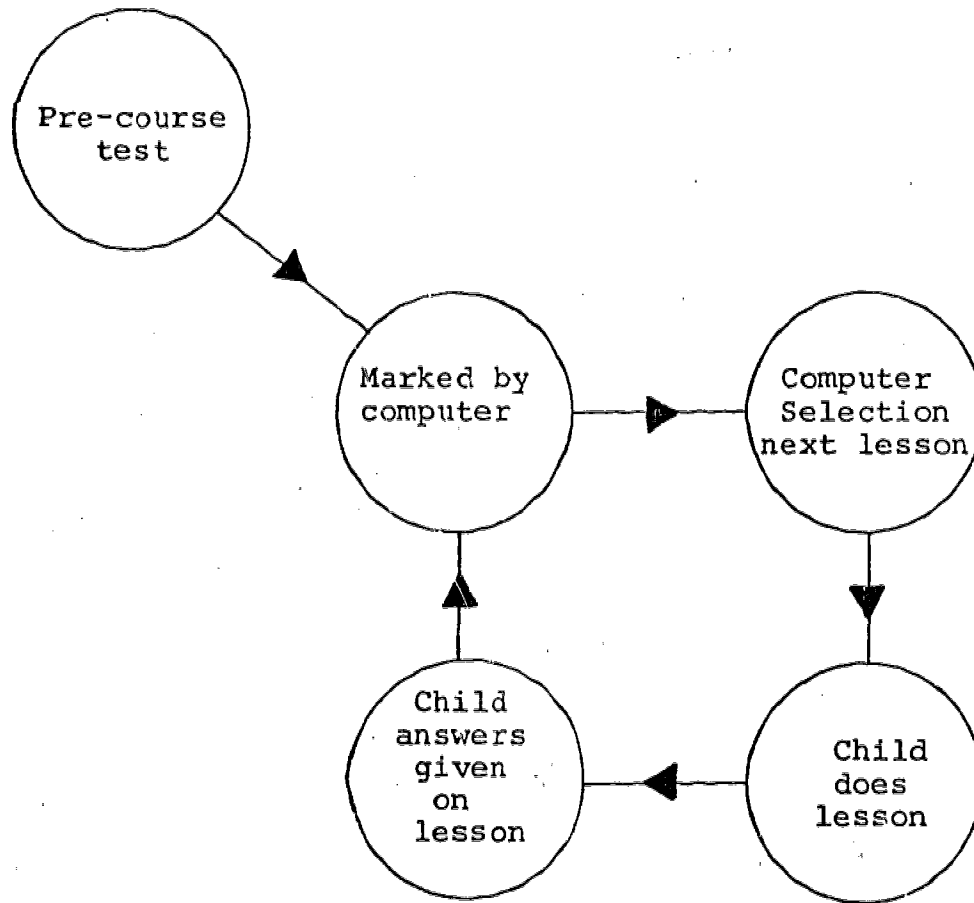 Pre-course
test
Marked by
computer
Computer
Selection
next lesson
Child
does
lesson
Child
answers
given
on
lesson